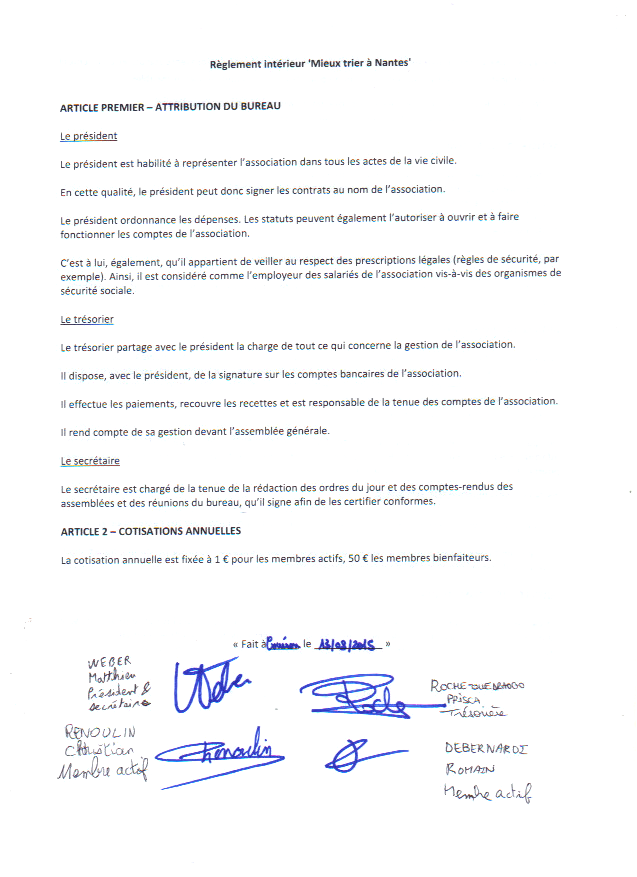 Règlement intérieur 'Mieux trier à Nantes'
ARTICLE PREMIER – ATTRIBUTION DU BUREAU
Le président
Le président est habilité à représenter l'association dans tous les actes de la vie civile.
En cette qualité, le président peut donc signer les contrats au nom de l'association.
Le président ordonnance les dépenses. Les statuts peuvent également l'autoriser à ouvrir et à faire
fonctionner les comptes de l'association.
C'est à lui, également, qu'il appartient de veiller au respect des prescriptions légales (règles de sécurité, par
exemple). Ainsi, il est considéré comme l'employeur des salariés de l'association vis-à-vis des organismes de
sécurité sociale.
Le trésorier
Le trésorier partage avec le président la charge de tout ce qui concerne la gestion de l'association.
Il dispose, avec le président, de la signature sur les comptes bancaires de l'association.
Il effectue les paiements, recouvre les recettes et est responsable de la tenue des comptes de l'association.
Il rend compte de sa gestion devant l'assemblée générale.
Le secrétaire
Le secrétaire est chargé de la tenue de la rédaction des ordres du jour et des comptes-rendus des
assemblées et des réunions du bureau, qu'il signe afin de les certifier conformes.
ARTICLE 2 – COTISATIONS ANNUELLES
La cotisation annuelle est fixée à 1 € pour les membres actifs, 50 € les membres bienfaiteurs.
« Fait à le 13/08/2015 »
WEBER
Matthieu
Président &
secrétaire
ROCHE-OUEDRAOGO
PRISCA
Trésorière
RENOULIN
Christian
Membre actif
Renoulin
DEBERNARDI
ROMAIN
Membre actif